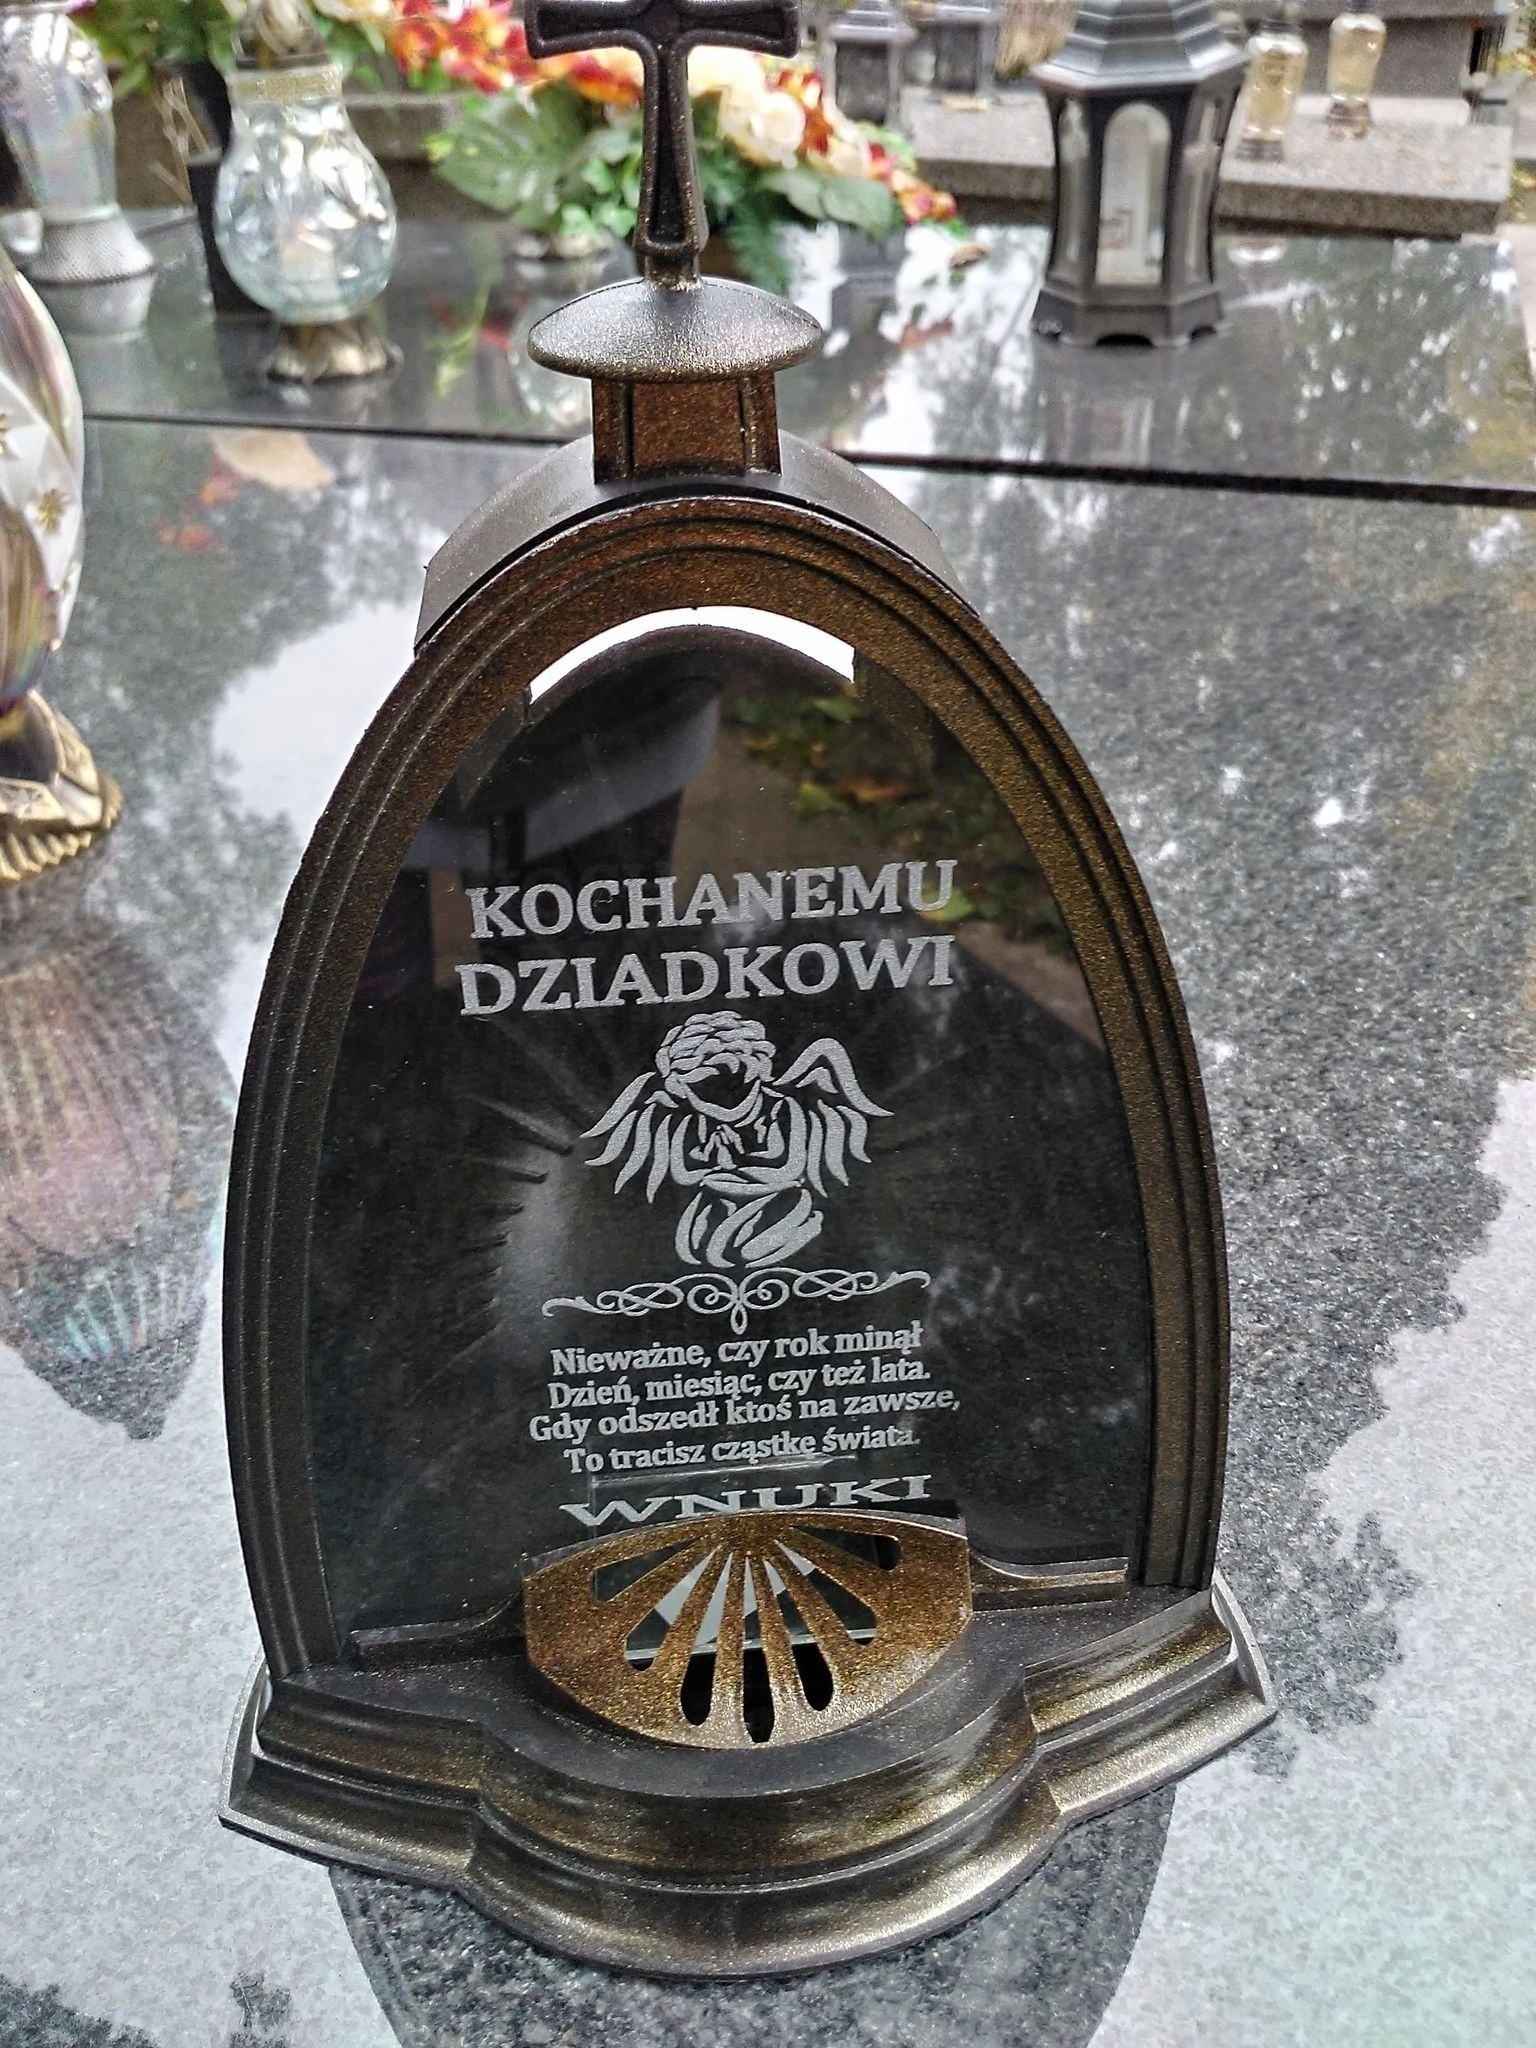 KOCHANEMU
DZIADKOWI
Nieważne, czy rok minął
Dzień, miesiąc, czy też lata.
Gdy odszedł ktoś na zawsze,
To tracisz cząstkę świata.
WNUKI